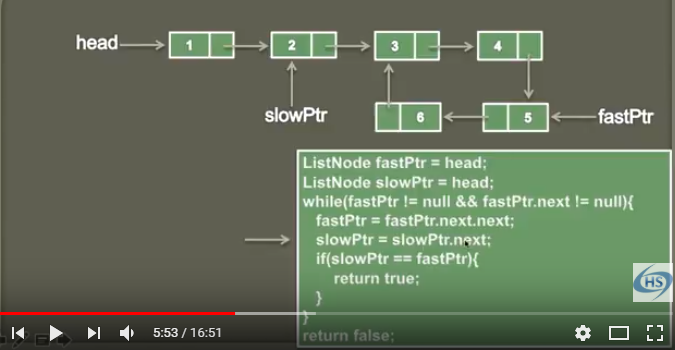 head
1
2
3
4
slowPtr
6
5
fastPtr
ListNode fastPtr = head;
ListNode slowPtr = head;
while(fastPtr != null && fastPtr.next != null){
fastPtr = fastPtr.next.next;
slowPtr = slowPtr.next;
if(slowPtr == fastPtr){
return true;
}
}
return false;
HS
5:53 / 16:51